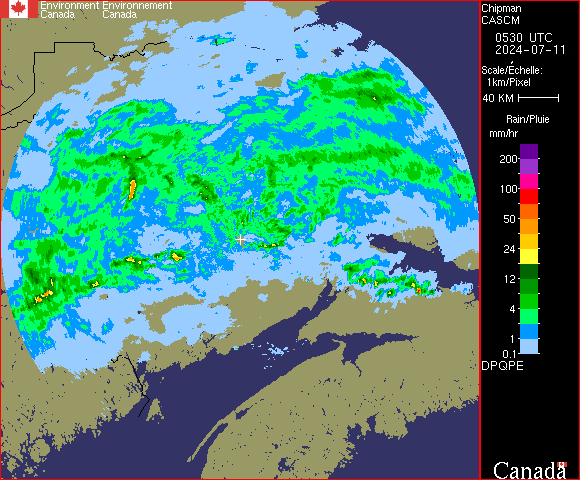 Environment Environnement
Canada Canada
Chipman
CASCM
0530 UTC
2024-07-11
Scale/Échelle:
1km/Pixel
40 KM
Rain/Pluie
mm/hr
200
100
50
24
12
4
1
0.1
DPQPE
Canada